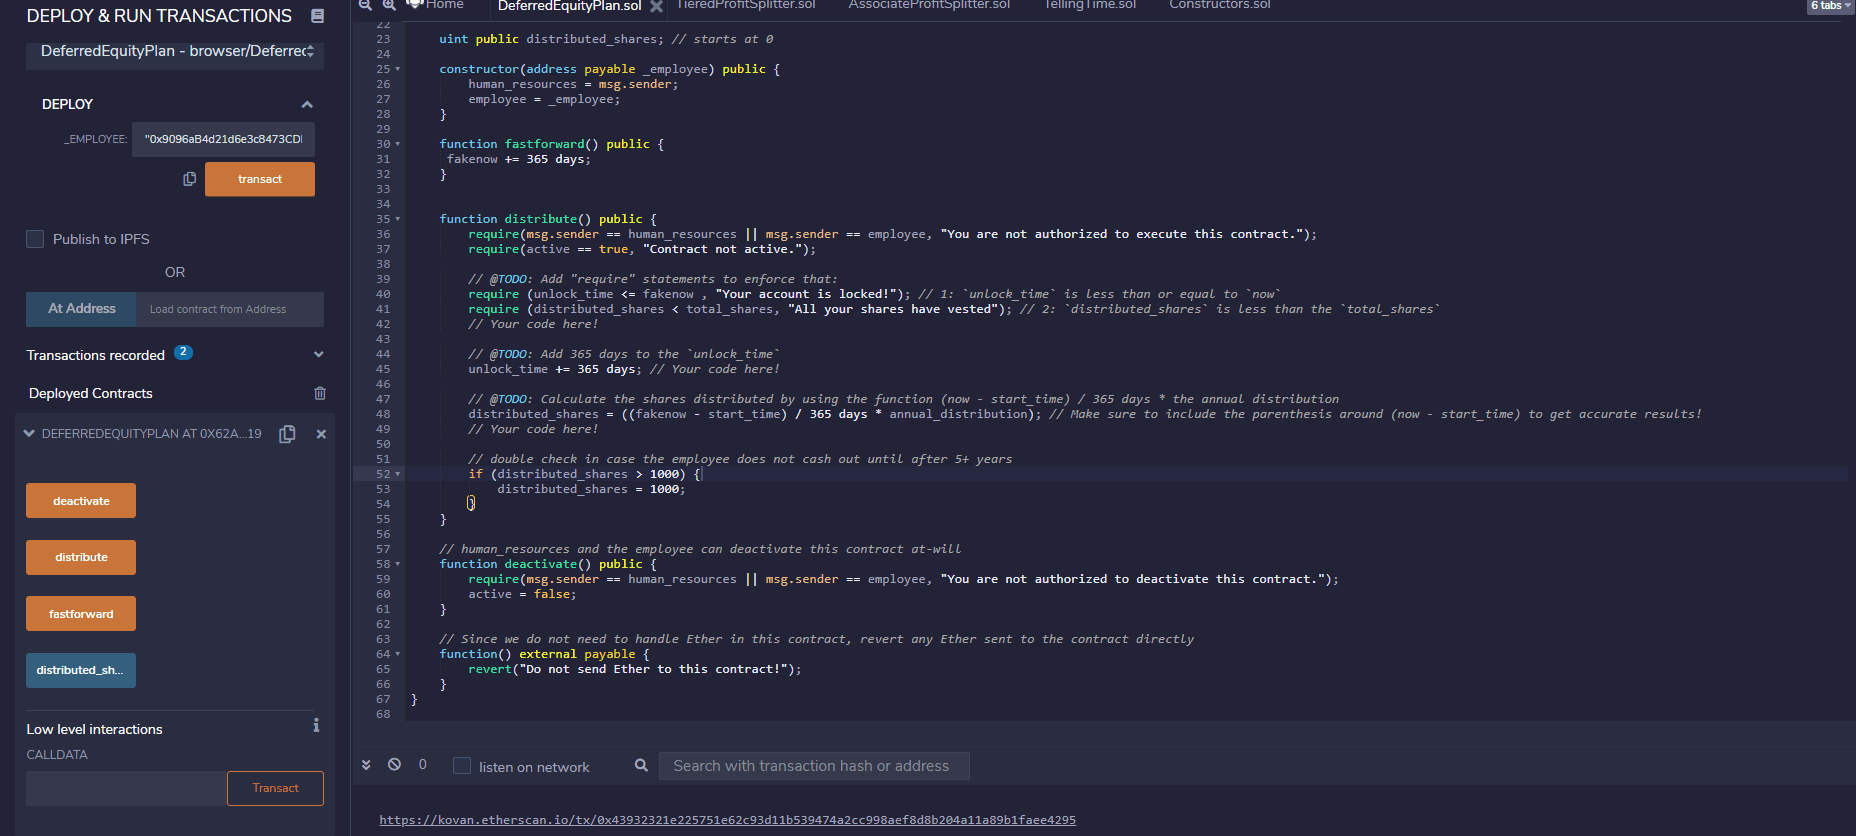 DEPLOY & RUN TRANSACTIONS
DeferredEquityPlan - browser/Deferrec
DEPLOY
_EMPLOYEE:
"0x9096aB4d21d6e3c8473CDI
transact
Publish to IPFS
OR
At Address
Load contract from Address
Transactions recorded
2
Deployed Contracts
DEFERREDEQUITYPLAN AT 0X62A...19
deactivate
distribute
fastforward
distributed_sh...
Low level interactions
i
CALLDATA
Transact
Home
DeferredEquityPlan.sol
TieredProfitSplitter.sol
AssociateProfitSplitter.sol
TellingTime.sol
Constructors.sol
6 tabs
22
23 uint public distributed_shares; // starts at 0
24
25 constructor(address payable _employee) public {
26 human_resources = msg.sender;
27 employee = _employee;
28 }
29
30 function fastforward() public {
31 fakenow += 365 days;
32 }
33
34
35 function distribute() public {
36 require(msg.sender == human_resources || msg.sender == employee, "You are not authorized to execute this contract.");
37 require(active == true, "Contract not active.");
38
39 // @TODO: Add "require" statements to enforce that:
40 require (unlock_time <= fakenow , "Your account is locked!"); // 1: `unlock_time` is less than or equal to `now`
41 require (distributed_shares < total_shares, "All your shares have vested"); // 2: `distributed_shares` is less than the `total_shares`
42 // Your code here!
43
44 // @TODO: Add 365 days to the `unlock_time`
45 unlock_time += 365 days; // Your code here!
46
47 // @TODO: Calculate the shares distributed by using the function (now - start_time) / 365 days * the annual distribution
48 distributed_shares = ((fakenow - start_time) / 365 days * annual_distribution); // Make sure to include the parenthesis around (now - start_time) to get accurate results!
49 // Your code here!
50
51 // double check in case the employee does not cash out until after 5+ years
52 if (distributed_shares > 1000) {
53 distributed_shares = 1000;
54 }
55 }
56
57 // human_resources and the employee can deactivate this contract at-will
58 function deactivate() public {
59 require(msg.sender == human_resources || msg.sender == employee, "You are not authorized to deactivate this contract.");
60 active = false;
61 }
62
63 // Since we do not need to handle Ether in this contract, revert any Ether sent to the contract directly
64 function() external payable {
65 revert("Do not send Ether to this contract!");
66 }
67 }
68
0
listen on network
Search with transaction hash or address
https://kovan.etherscan.io/tx/0x43932321e225751e62c93d11b539474a2cc998aef8d8b204a11a89b1faee4295